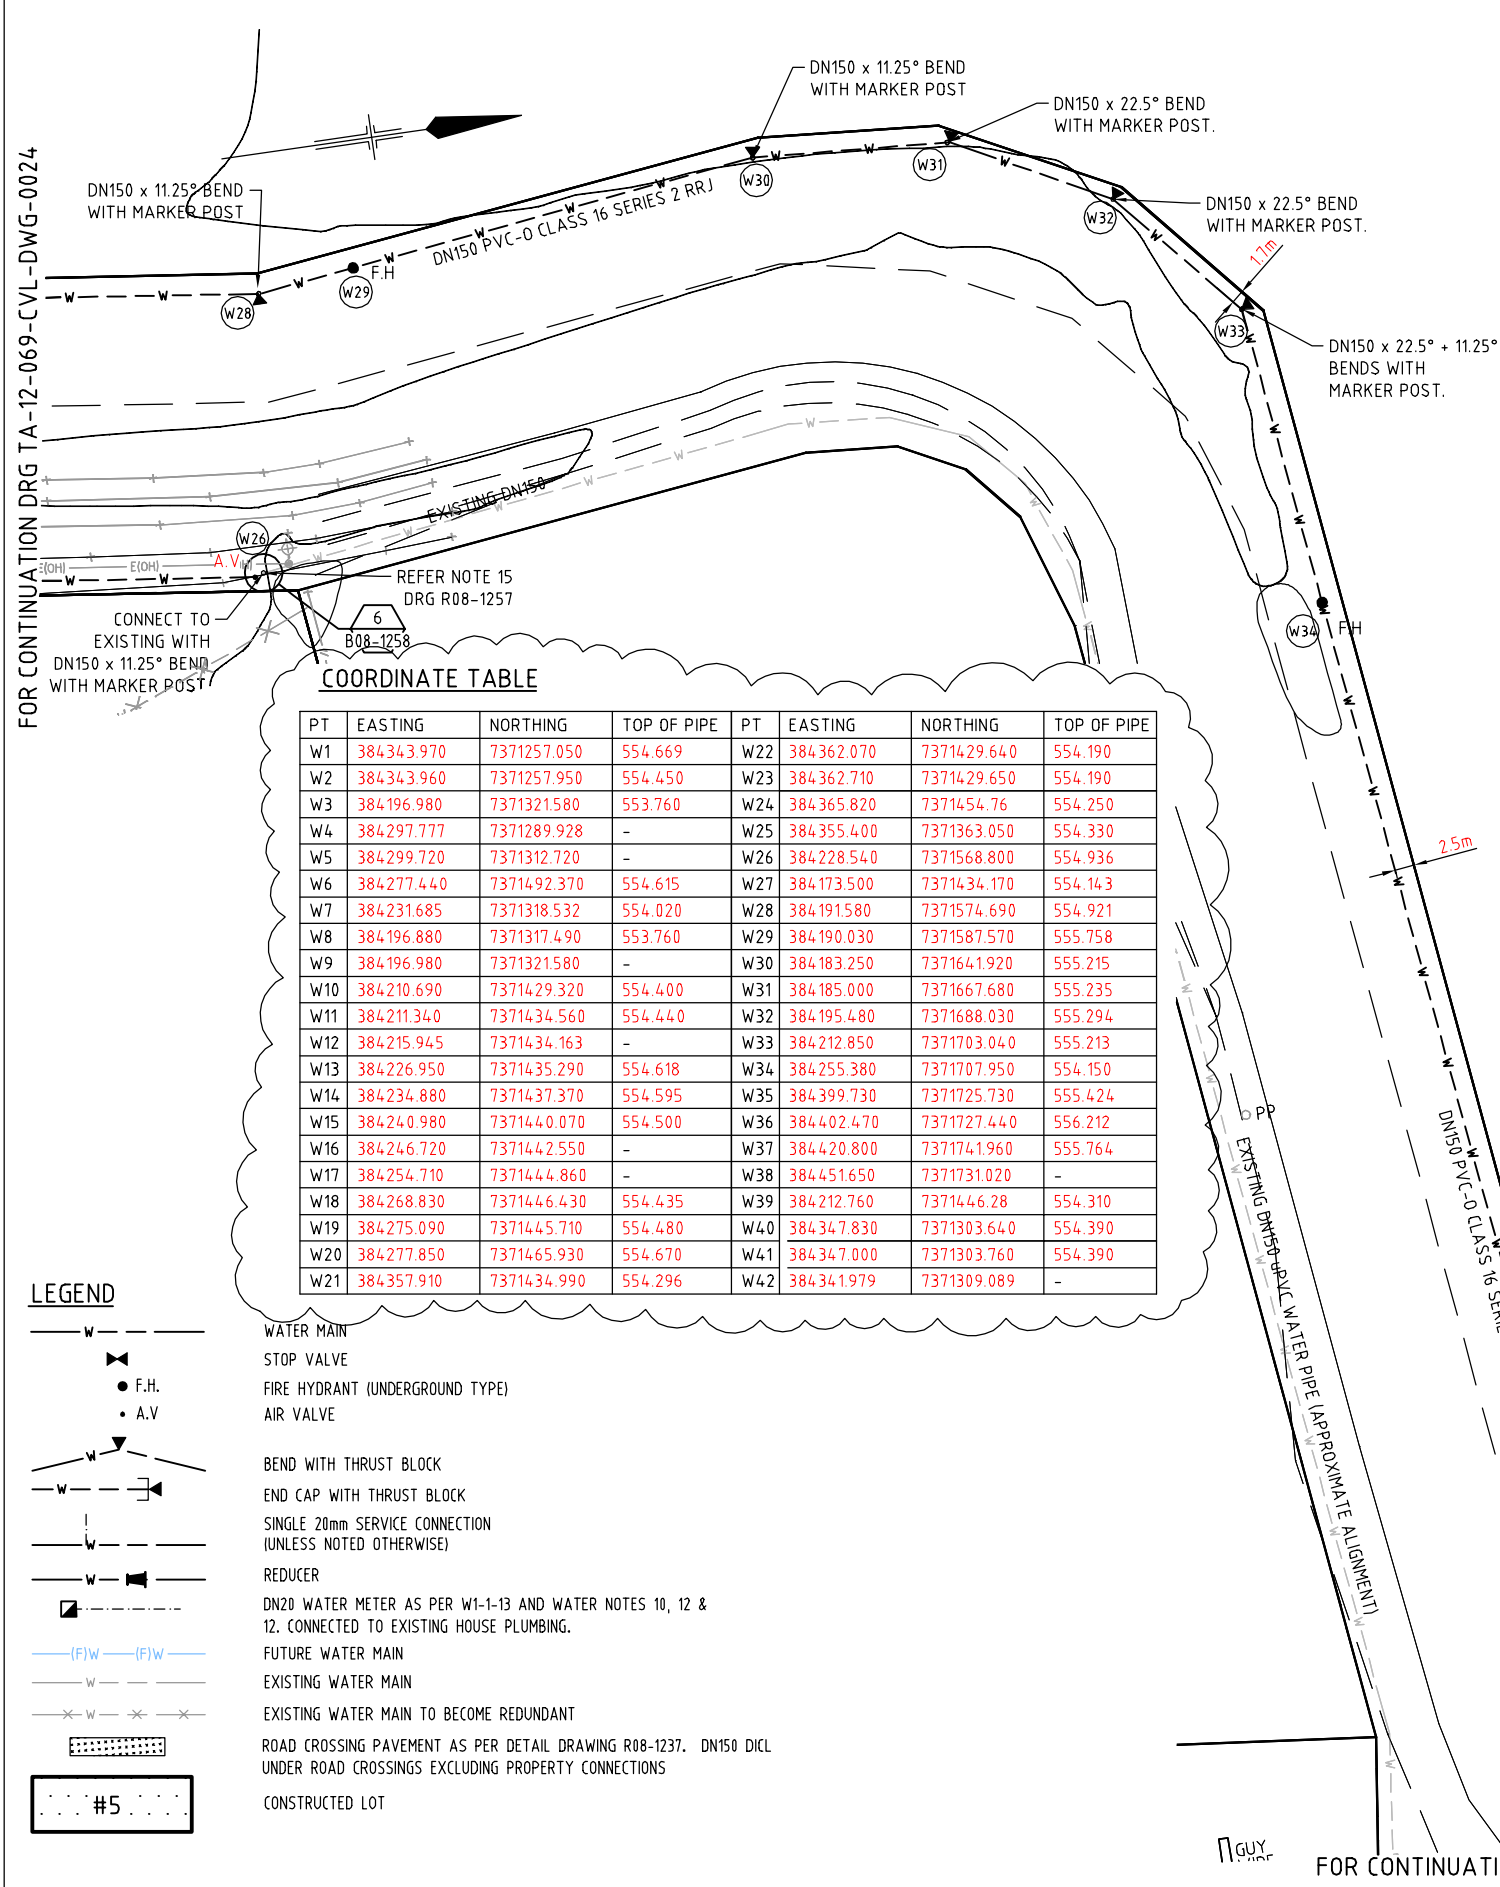 DN150 x 11.25° BEND
WITH MARKER POST
DN150 x 22.5° BEND
WITH MARKER POST.
DN150 x 11.25° BEND
WITH MARKER POST
DN150 x 22.5° BEND
WITH MARKER POST.
1.7m
DN150 x 22.5° + 11.25°
BENDS WITH
MARKER POST.
FOR CONTINUATION DRG TA-12-069-CVL-DWG-0024
W W W W W W W W W W W
DN150 PVC-O CLASS 16 SERIES 2 RRJ
W28
W29
F.H
W30
W31
W32
W33
W34
F.H
EXISTING DN150
W26
A.V
E(OH) E(OH)
REFER NOTE 15
DRG R08-1257
6
B08-1258
CONNECT TO
EXISTING WITH
DN150 x 11.25° BEND
WITH MARKER POST
2.5m
COORDINATE TABLE
PT EASTING NORTHING TOP OF PIPE PT EASTING NORTHING TOP OF PIPE
W1 384343.970 7371257.050 554.669 W22 384362.070 7371429.640 554.190
W2 384343.960 7371257.950 554.450 W23 384362.710 7371429.650 554.190
W3 384196.980 7371321.580 553.760 W24 384365.820 7371454.76 554.250
W4 384297.777 7371289.928 - W25 384355.400 7371363.050 554.330
W5 384299.720 7371312.720 - W26 384228.540 7371568.800 554.936
W6 384277.440 7371492.370 554.615 W27 384173.500 7371434.170 554.143
W7 384231.685 7371318.532 554.020 W28 384191.580 7371574.690 554.921
W8 384196.880 7371317.490 553.760 W29 384190.030 7371587.570 555.758
W9 384196.980 7371321.580 - W30 384183.250 7371641.920 555.215
W10 384210.690 7371429.320 554.400 W31 384185.000 7371667.680 555.235
W11 384211.340 7371434.560 554.440 W32 384195.480 7371688.030 555.294
W12 384215.945 7371434.163 - W33 384212.850 7371703.040 555.213
W13 384226.950 7371435.290 554.618 W34 384255.380 7371707.950 554.150
W14 384234.880 7371437.370 554.595 W35 384399.730 7371725.730 555.424
W15 384240.980 7371440.070 554.500 W36 384402.470 7371727.440 556.212
W16 384246.720 7371442.550 - W37 384420.800 7371741.960 555.764
W17 384254.710 7371444.860 - W38 384451.650 7371731.020 -
W18 384268.830 7371446.430 554.435 W39 384212.760 7371446.28 554.310
W19 384275.090 7371445.710 554.480 W40 384347.830 7371303.640 554.390
W20 384277.850 7371465.930 554.670 W41 384347.000 7371303.760 554.390
W21 384357.910 7371434.990 554.296 W42 384341.979 7371309.089 -
PP
EXISTING DN150 uPVC WATER PIPE (APPROXIMATE ALIGNMENT)
DN150 PVC-O CLASS 16
LEGEND
W WATER MAIN
STOP VALVE
F.H. FIRE HYDRANT (UNDERGROUND TYPE)
A.V AIR VALVE
W BEND WITH THRUST BLOCK
W END CAP WITH THRUST BLOCK
W SINGLE 20mm SERVICE CONNECTION
(UNLESS NOTED OTHERWISE)
W REDUCER
DN20 WATER METER AS PER W1-1-13 AND WATER NOTES 10, 12 &
12. CONNECTED TO EXISTING HOUSE PLUMBING.
(F)W (F)W FUTURE WATER MAIN
W EXISTING WATER MAIN
W EXISTING WATER MAIN TO BECOME REDUNDANT
ROAD CROSSING PAVEMENT AS PER DETAIL DRAWING R08-1237. DN150 DICL
UNDER ROAD CROSSINGS EXCLUDING PROPERTY CONNECTIONS
#5 CONSTRUCTED LOT
GUY
FOR CONTINUATI